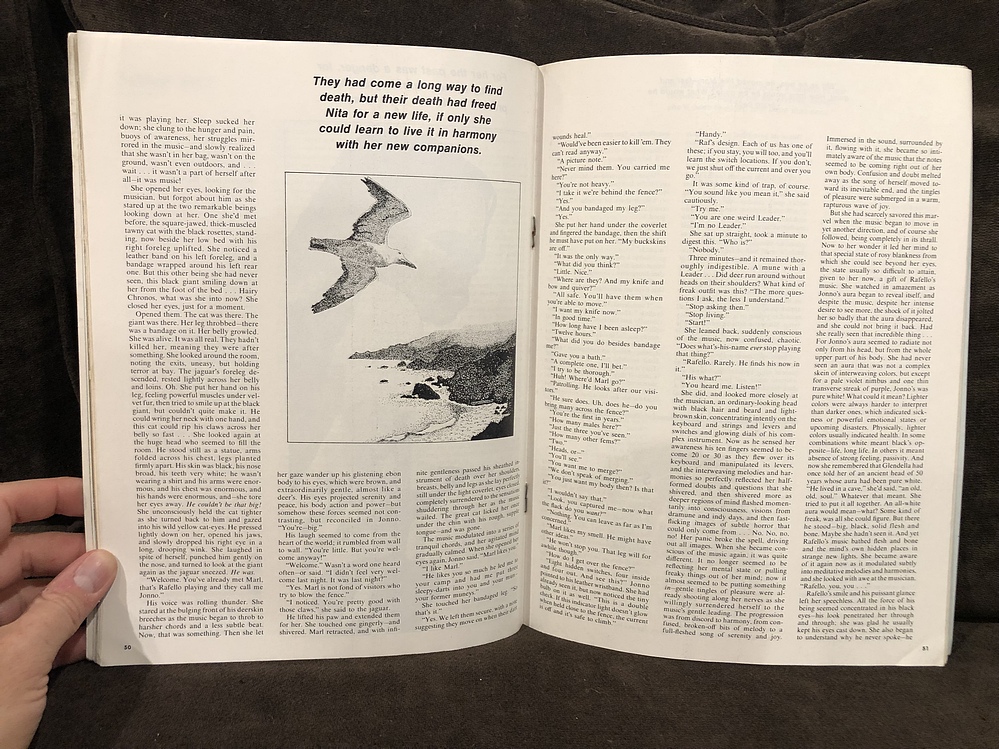 They had come a long way to find
death, but their death had freed
Nita for a new life, if only she
could learn to live it in harmony
with her new companions.
it was playing her. Sleep sucked her
down; she clung to the hunger and pain,
buoys of awareness, her struggles mir-
rored in the music—and slowly realized
that she wasn't in her bag, wasn't on the
ground, wasn't even outdoors, and . . .
wait . . . it wasn't a part of herself after
all—it was music!
She opened her eyes, looking for the
musician, but forgot about him as she
stared up at the two remarkable beings
looking down at her. One she'd met
before, the square-jawed, thick-muscled
tawny cat with the black rosettes, stand-
ing, now beside her low bed with his
right foreleg uplifted. She noticed a
leather band on his left foreleg, and a
bandage wrapped around his left rear
one. But this other being she had never
seen, this black giant smiling down at
her from the foot of the bed . . . Hairy
Chronos, what was she into now? She
closed her eyes, just for a moment.
Opened them. The cat was there. The
giant was there. Her leg throbbed—there
was a bandage on it. Her belly growled.
She was alive. It was all real. They hadn't
killed her, meaning they were after
something. She looked around the room,
noting the exits, uneasy, but holding
terror at bay. The jaguar's foreleg de-
scended, rested lightly across her belly
and loins. Oh. She put her hand on his
leg, feeling powerful muscles under vel-
vet fur, then tried to smile up at the black
giant, but couldn't quite make it. He
could wring her neck with one hand, and
this cat could rip his claws across her
belly so fast . . . She looked again at
the huge head who seemed to fill the
room. He stood still as a statue, arms
folded across his chest, legs planted
firmly apart. His skin was black, his nose
broad, his teeth very white; he wasn't
wearing a shirt and his arms were enor-
mous, and his chest was enormous, and
his hands were enormous, and—she tore
her eyes away. He couldn't be that big!
She unconsciously held the cat tighter
as she turned back to him and gazed
into his wild yellow cat-eyes. He pressed
lightly down on her, opened his jaws,
and slowly dropped his right eye in a
long, drooping wink. She laughed in
spite of herself, punched him gently on
the nose, and turned to look at the giant
again as the jaguar sneezed. He was.
"Welcome. You've already met Marl,
that's Rafello playing and they call me
Jonno."
His voice was rolling thunder. She
stared at the bulging front of his skin
breeches as the music began to throb to
harsher chords and a less subtle beat.
Now, that was something. Then she let
her gaze wander up his glistening ebon
body to his eyes, which were brown, and
extraordinarily gentle, almost like a
deer's. His eyes projected serenity and
peace, his body action and power—but
somehow these forces seemed not con-
trasting, but reconciled in Jonno.
"You're—big."
His laugh seemed to come from the
heart of the world; it rumbled from wall
to wall. "You're little. But you're wel-
come anyway!"
"Welcome." Wasn't a word one heard
often—or said. "I didn't feel very wel-
come last night. It was last night?"
"Yes. Marl is not fond of visitors who
try to blow it for us."
"I noticed. You're pretty good with
those claws," she said to the jaguar.
He lifted his paw and extended them
for her. She touched one gingerly—and
shivered. Marl retracted, and with infi-
nite gentleness passed his sheathed in-
strument of death over her shoulders,
breasts, belly and legs as she lay perfectly
still under the light coverlet, eyes closed,
completely surrendered to the sensation
shuddering through her as the music
wailed. The great cat licked her once
under the chin with his rough, wet
tongue—and was gone.
The music modulated into a series of
tranquil chords, and her agitated mind
gradually calmed. When she opened her
eyes again, Jonno said, "Marl likes you."
"I like Marl."
"He likes you so much he led me to
your camp and had me put
sleepy-darts into you and your
your former muneys."
She touched her bandaged leg. "So
that's it."
"Yes. We left them secure, with a note
suggesting they move on when their
wounds heal."
"Would've been easier to kill 'em. They
can't read anyway."
"A picture note."
"Never mind them. You carried me
here?"
"You're not heavy."
"I take it we're behind the fence?"
"Yes."
"And you bandaged my leg?"
"Yes."
She put her hand under the coverlet
and fingered the bandage, then the shift
he must have put on her. "My buckskins
are off."
"It was the only way."
"What did you think?"
"Little. Nice."
"Where are they? And my knife and
bow and quiver?"
"All safe. You'll have them when
you're able to move."
"I want my knife now."
"In good time."
"How long have I been asleep?"
"Twelve hours."
"What did you do besides bandage
me?"
"Gave you a bath."
"A complete one, I'll bet."
"I try to be thorough."
"Huh! Where'd Marl go?"
"Patrolling. He looks after our visi-
tors."
"He sure does. Uh, does he—do you
bring many across the fence?"
"You're the first in years."
"How many males here?"
"Just the three you've seen."
"How many other fems?"
"Two."
"Heads, or—"
"You'll see."
"You want me to merge?"
"We don't speak of merging."
"You just want my body then? Is that
it?"
"I wouldn't say that."
"Look, you captured me—now what
the flack do you want?"
"Nothing. You can leave as far as I'm
concerned."
"Marl likes my smell. He might have
other ideas."
"He won't stop you. That leg will for
awhile though."
"How do I get over the fence?"
"Eight hidden switches, four inside
and four out. And see this?" Jonno
pointed to his leather wristband. She had
already seen it, but now noticed the tiny
stud on it. "This is a double
check. If this indicator light doesn't glow
when held close to the fence, the current
is off and it's safe to climb."
"Handy."
"Raf's design. Each of us has one of
these; if you stay, you will too, and you'll
learn the switch locations. If you don't,
we just shut off the current and over you
go."
It was some kind of trap, of course.
"You sound like you mean it," she said
cautiously.
"Try me."
"You are one weird Leader."
"I'm no Leader."
She sat up straight, took a minute to
digest this. "Who is?"
"Nobody."
Three minutes—and it remained thor-
oughly indigestible. A mune with a
Leader . . . Did deer run around without
heads on their shoulders? What kind of
freak outfit was this? "The more ques-
tions I ask, the less I understand."
"Stop asking then."
"Stop living."
"Start!"
She leaned back, suddenly conscious
of the music, now confused, chaotic.
"Does what's-his-name ever stop playing
that thing?"
"Rafello. Rarely. He finds his now in
it."
"His what?"
"You heard me. Listen!"
She did, and looked more closely at
the musician, an ordinary-looking head
with black hair and beard and light-
brown skin, concentrating intently on the
keyboard and strings and levers and
switches and glowing dials of his com-
plex instrument. Now as he sensed her
awareness his ten fingers seemed to be-
come 20 or 30 as they flew over its
keyboard and manipulated its levers,
and the interweaving melodies and har-
monies so perfectly reflected her half-
formed doubts and questions that she
shivered, and then shivered more as
deeper regions of mind flashed momen-
tarily into consciousness, visions from
dreamtime and daily days, and then fast-
flicking images of subtle horror that
could only come from . . . No. No, no,
no! Her panic broke the spell, driving
out all images. When she became con-
scious of the music again, it was quite
different. It no longer seemed to be
reflecting her mental state or pulling
freaky things out of her mind; now it
almost seemed to be putting something
in—gentle tingles of pleasure were al-
ready shooting along her nerves as she
willingly surrendered herself to the
music's gentle leading. The progression
was from discord to harmony, from con-
fused, broken-off bits of melody to a
full-fleshed song of serenity and joy.
Immersed in the sound, surrounded by
it, flowing with it, she became so inti-
mately aware of the music that the notes
seemed to be coming right out of her
own body. Confusion and doubt melted
away as the song of herself moved to-
ward its inevitable end, and the tingles
of pleasure were submerged in a warm,
rapturous wave of joy.
But she had scarcely savored this mar-
vel when the music began to move in
yet another direction, and of course she
followed, being completely in its thrall.
Now to her wonder it led her mind to
that special state of rosy blankness from
which she could see beyond her eyes,
the state usually so difficult to attain,
given to her now, a gift of Rafello's
music. She watched in amazement as
Jonno's aura began to reveal itself, and
despite the music, despite her intense
desire to see more, the shock of it jolted
her so badly that the aura disappeared,
and she could not bring it back. Had
she really seen that incredible thing . . .
For Jonno's aura seemed to radiate not
only from his head, but from the whole
upper part of his body. She had never
seen an aura that was not a complex
skein of interweaving colors, but except
for a pale violet nimbus and one thin
transverse streak of purple, Jonno's was
pure white! What could it mean? Lighter
colors were always harder to interpret
than darker ones, which indicated sick-
ness or powerful emotional states or
upcoming disasters. Physically, lighter
colors usually indicated health. In some
combinations white meant black's op-
posite—life, long life. In others it meant
absence of strong feeling, passivity. And
now she remembered that Glendella had
once told her of an ancient head of 50
years whose aura had been pure white.
"He lived in a cave," she'd said, "an old,
old, soul." Whatever that meant. She
tried to put it all together. An all-white
aura would mean—what? Some kind of
freak, was all she could figure. But there
he stood—big, black, solid flesh and
bone. Maybe he hadn't seen it. And yet
Rafello's music bathed flesh and bone
and the mind's own hidden places in
strange new lights. She became aware
of it again now as it modulated subly
into meditative melodies and harmonies,
and she looked with awe at the musician.
"Rafello, you, you . . ."
Rafello's smile and his puissant glance
left her speechless. All the force of his
being seemed concentrated in his black
eyes; his look penetrated her through
and through; she was glad he usually
kept his eyes cast down. She also began
to understand why he never spoke—he
50
51